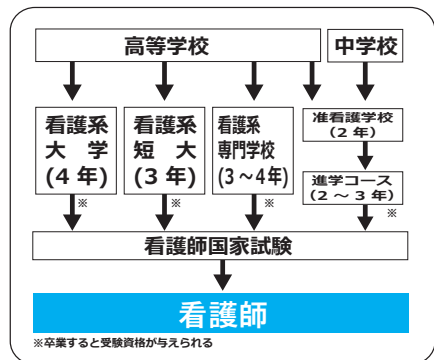 高等学校
中学校
看護系
大学
(4年)
※
看護系
短大
(3年)
※
看護系
専門学校
(3～4年)
※
准看護学校
(2年)
進学コース
(2～3年)
※
看護師国家試験
看護師
※卒業すると受験資格が与えられる